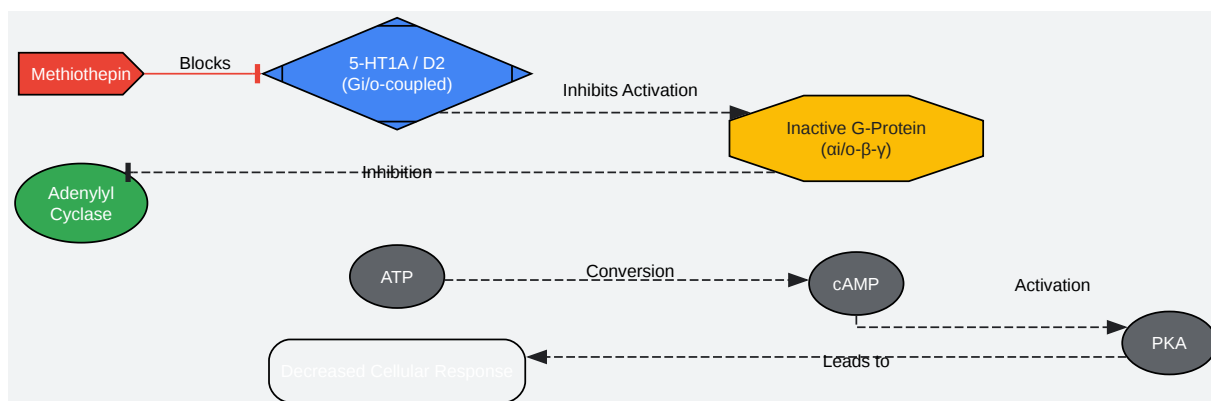 Methiothepin
Blocks
5-HT1A / D2
(Gi/o-coupled)
Inhibits Activation
Inactive G-Protein
(αi/o-β-γ)
Inhibition
Adenylyl
Cyclase
ATP
Conversion
cAMP
Activation
PKA
Leads to
Decreased Cellular Response